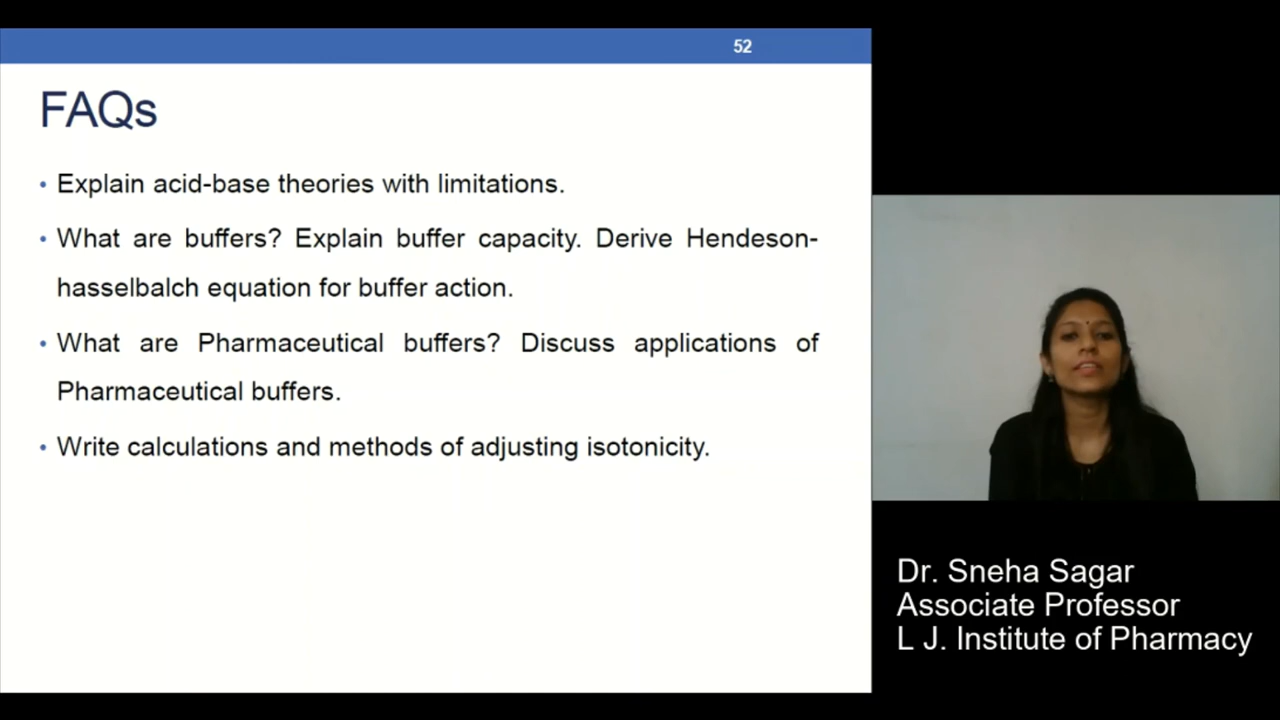 52
FAQs
• Explain acid-base theories with limitations.
• What are buffers? Explain buffer capacity. Derive Hendeson-
hasselbalch equation for buffer action.
• What are Pharmaceutical buffers? Discuss applications of
Pharmaceutical buffers.
• Write calculations and methods of adjusting isotonicity.
Dr. Sneha Sagar
Associate Professor
L J. Institute of Pharmacy